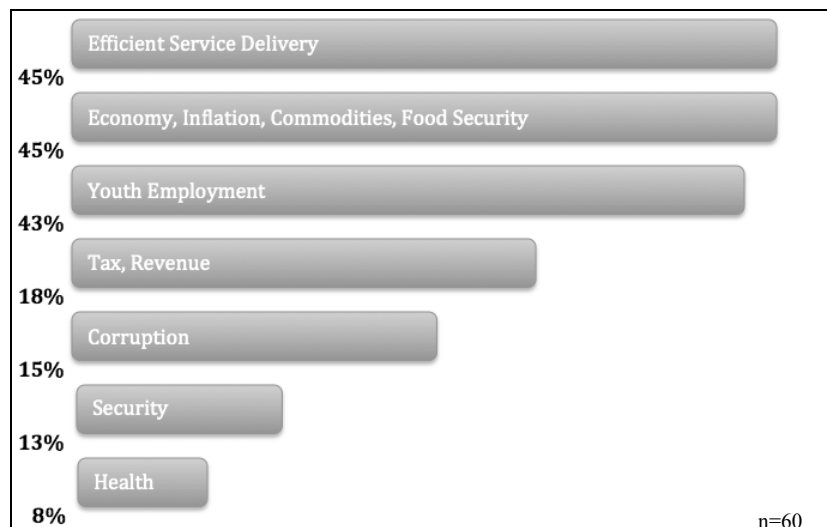 Efficient Service Delivery
45%
Economy, Inflation, Commodities, Food Security
45%
Youth Employment
43%
Tax, Revenue
18%
Corruption
15%
Security
13%
Health
8%
n=60